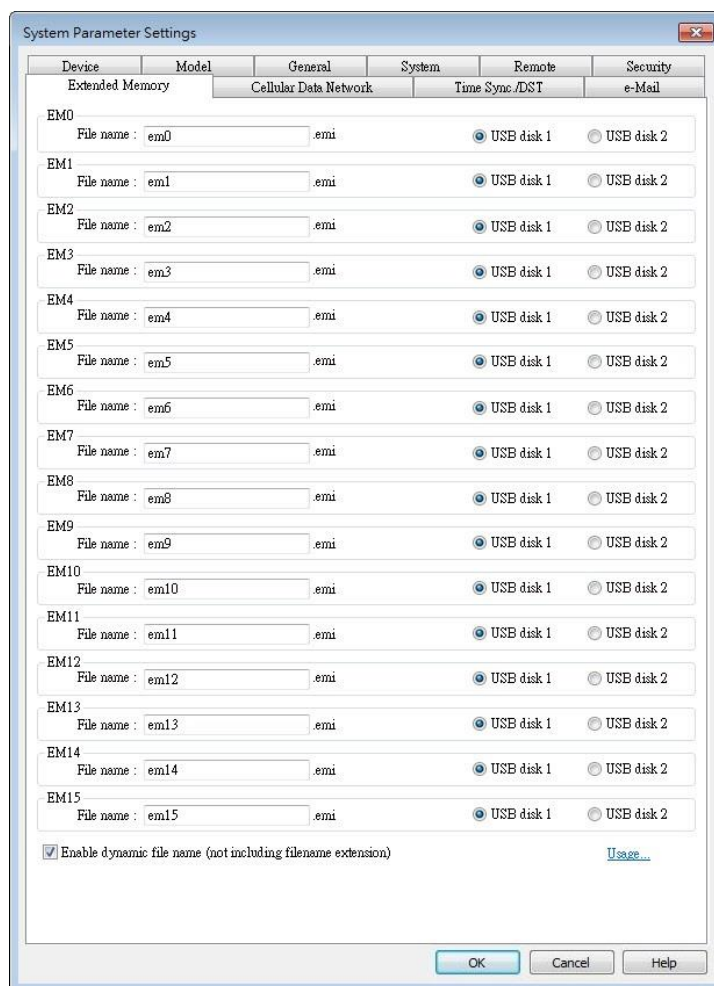 System Parameter Settings
Device Model General System Remote Security
Extended Memory Cellular Data Network Time Sync./DST e-Mail
EM0
File name : em0 .emi USB disk 1 USB disk 2
EM1
File name : em1 .emi USB disk 1 USB disk 2
EM2
File name : em2 .emi USB disk 1 USB disk 2
EM3
File name : em3 .emi USB disk 1 USB disk 2
EM4
File name : em4 .emi USB disk 1 USB disk 2
EM5
File name : em5 .emi USB disk 1 USB disk 2
EM6
File name : em6 .emi USB disk 1 USB disk 2
EM7
File name : em7 .emi USB disk 1 USB disk 2
EM8
File name : em8 .emi USB disk 1 USB disk 2
EM9
File name : em9 .emi USB disk 1 USB disk 2
EM10
File name : em10 .emi USB disk 1 USB disk 2
EM11
File name : em11 .emi USB disk 1 USB disk 2
EM12
File name : em12 .emi USB disk 1 USB disk 2
EM13
File name : em13 .emi USB disk 1 USB disk 2
EM14
File name : em14 .emi USB disk 1 USB disk 2
EM15
File name : em15 .emi USB disk 1 USB disk 2
Enable dynamic file name (not including filename extension) Usage...
OK Cancel Help